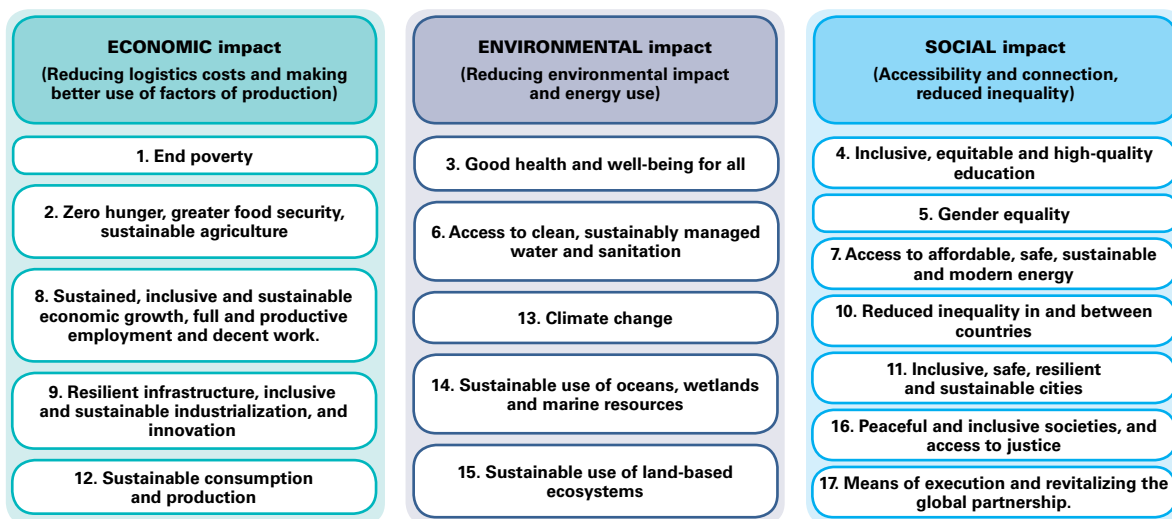 ECONOMIC impact
(Reducing logistics costs and making
better use of factors of production)
1. End poverty
2. Zero hunger, greater food security,
sustainable agriculture
8. Sustained, inclusive and sustainable
economic growth, full and productive
employment and decent work.
9. Resilient infrastructure, inclusive
and sustainable industrialization, and
innovation
12. Sustainable consumption
and production
ENVIRONMENTAL impact
(Reducing environmental impact
and energy use)
3. Good health and well-being for all
6. Access to clean, sustainably managed
water and sanitation
13. Climate change
14. Sustainable use of oceans, wetlands
and marine resources
15. Sustainable use of land-based
ecosystems
SOCIAL impact
(Accessibility and connection,
reduced inequality)
4. Inclusive, equitable and high-quality
education
5. Gender equality
7. Access to affordable, safe, sustainable
and modern energy
10. Reduced inequality in and between
countries
11. Inclusive, safe, resilient
and sustainable cities
16. Peaceful and inclusive societies, and
access to justice
17. Means of execution and revitalizing the
global partnership.